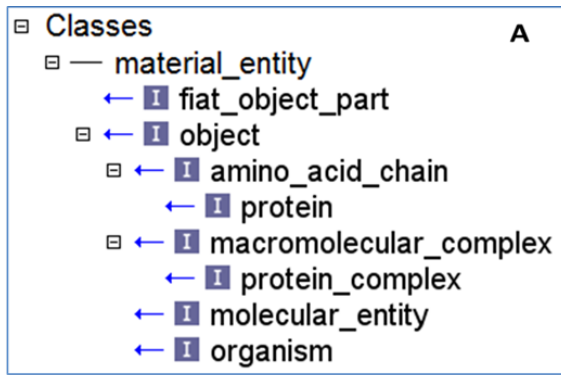 Classes
A
material_entity
I fiat_object_part
I object
I amino_acid_chain
I protein
I macromolecular_complex
I protein_complex
I molecular_entity
I organism